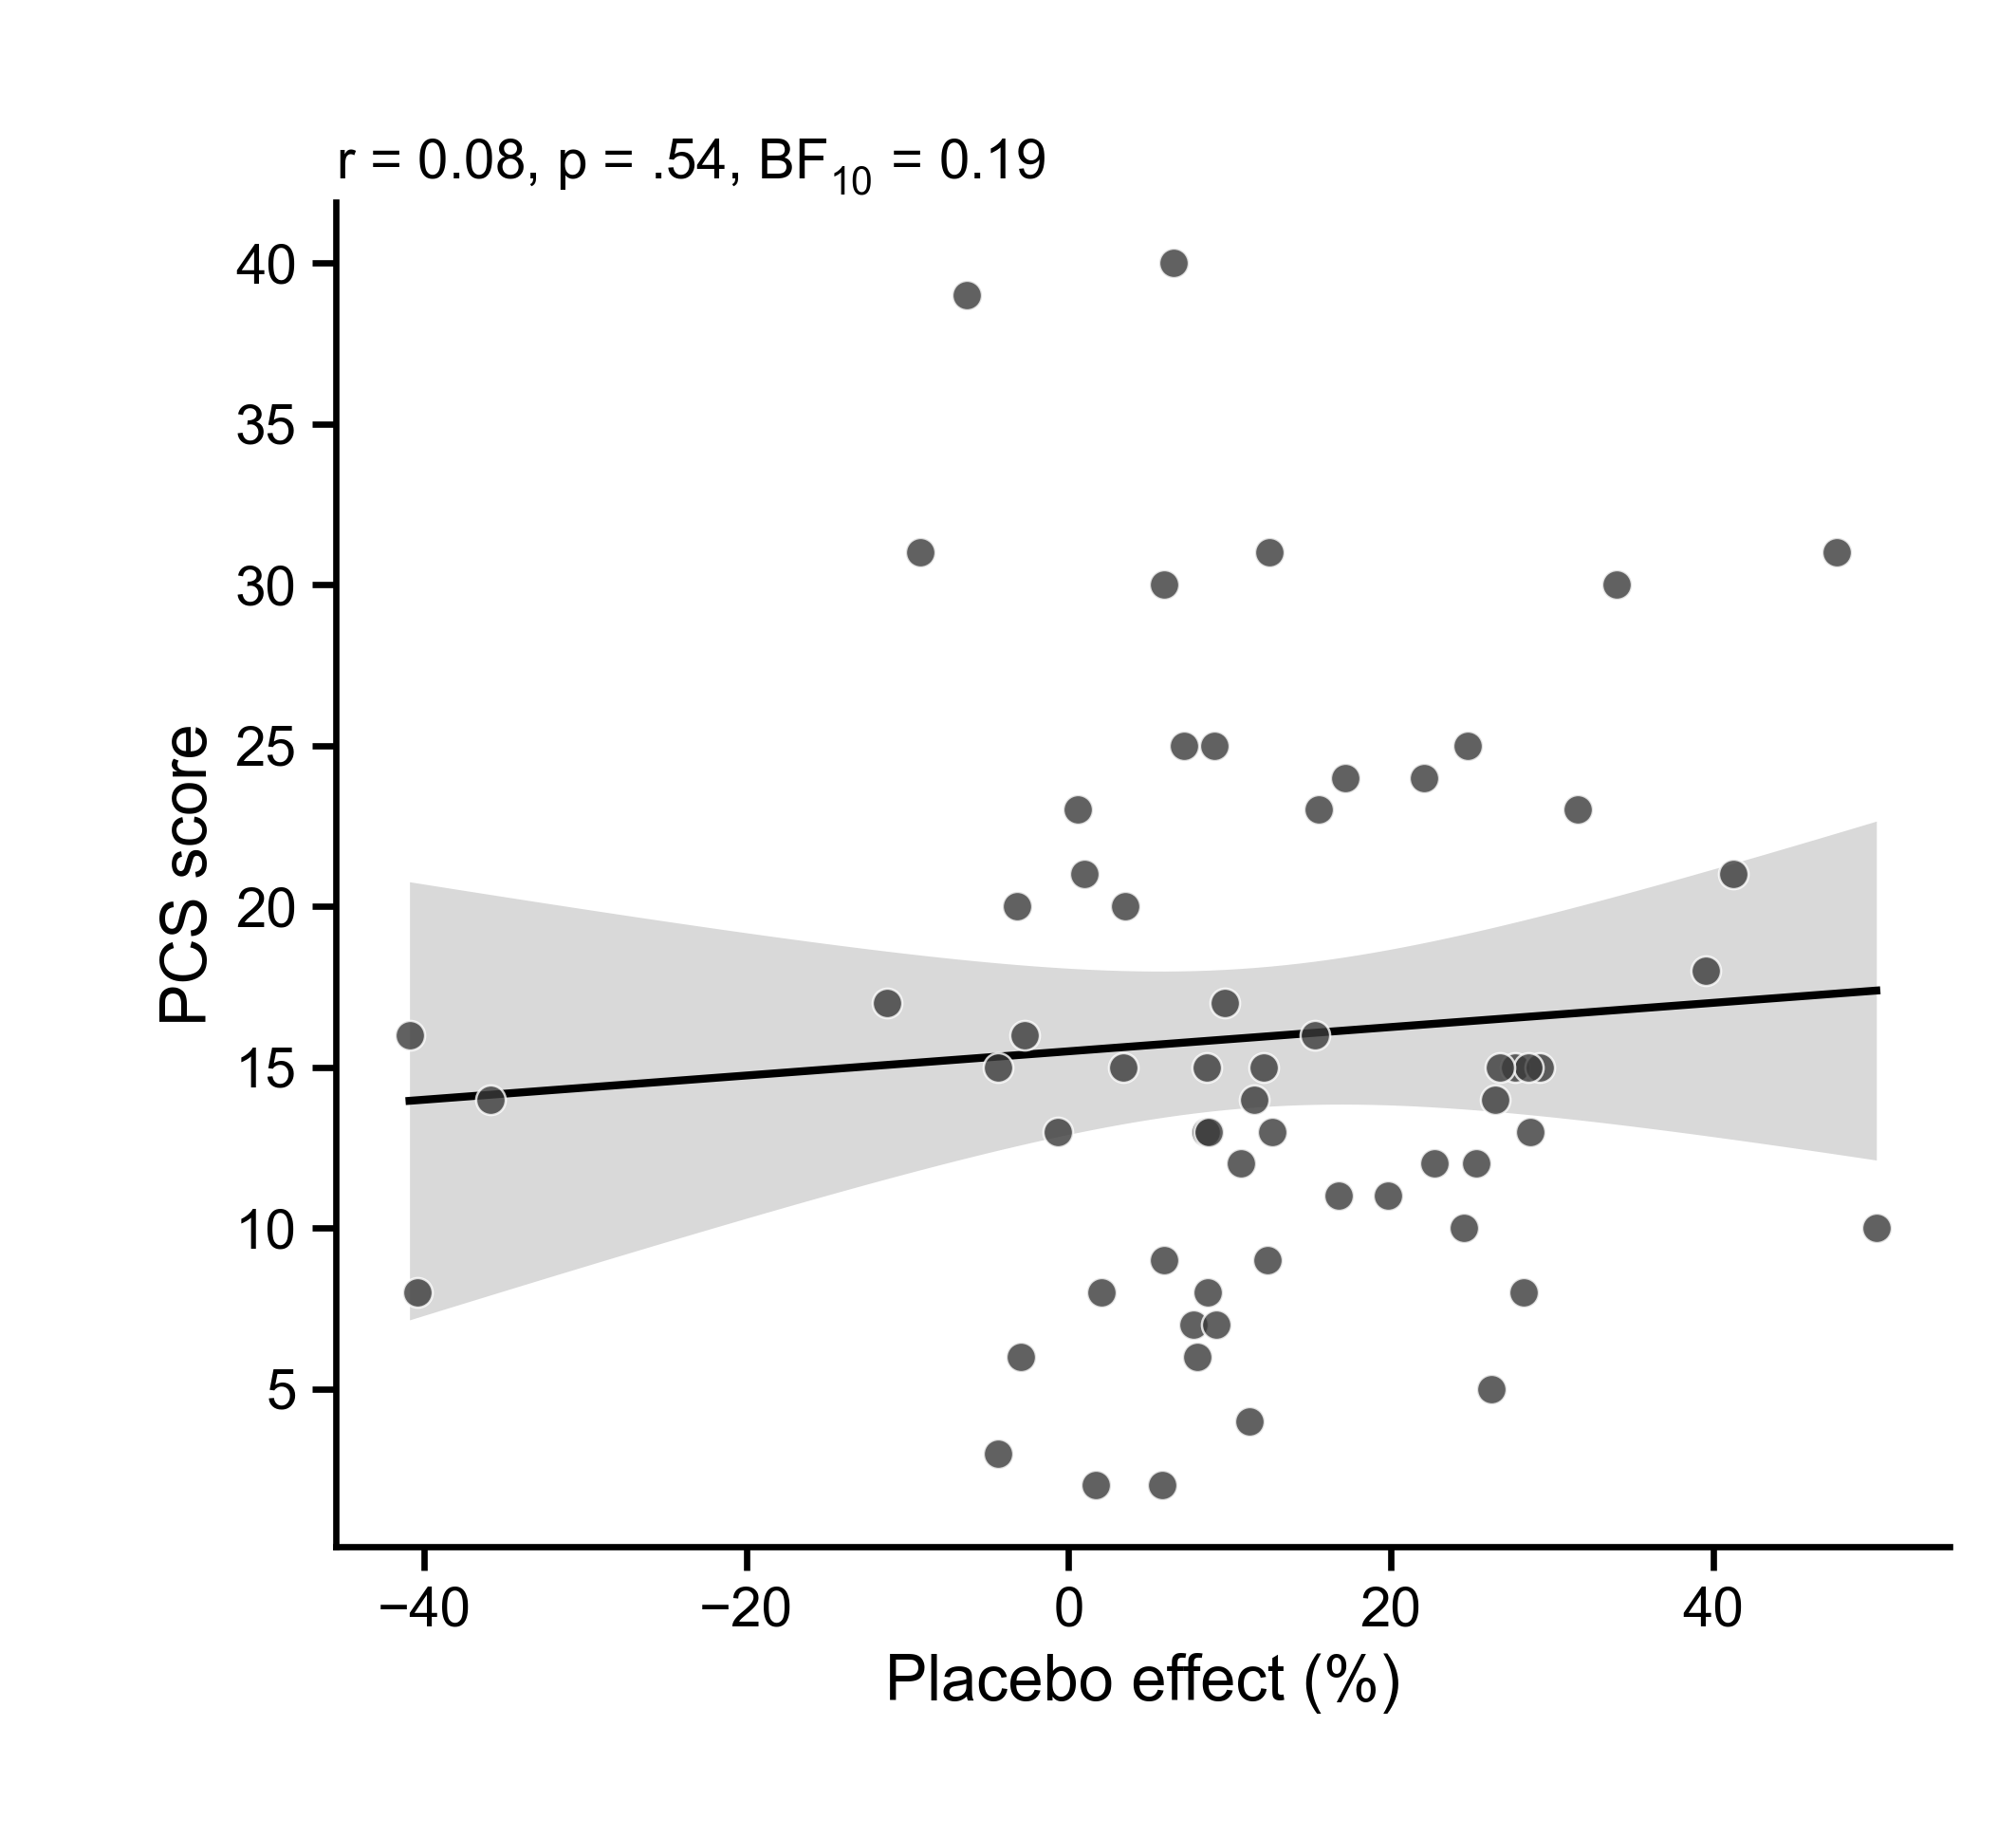 r = 0.08, p = .54, BF₁₀ = 0.19
40
35
30
25
20
15
10
5
PCS score
−40 −20 0 20 40
Placebo effect (%)